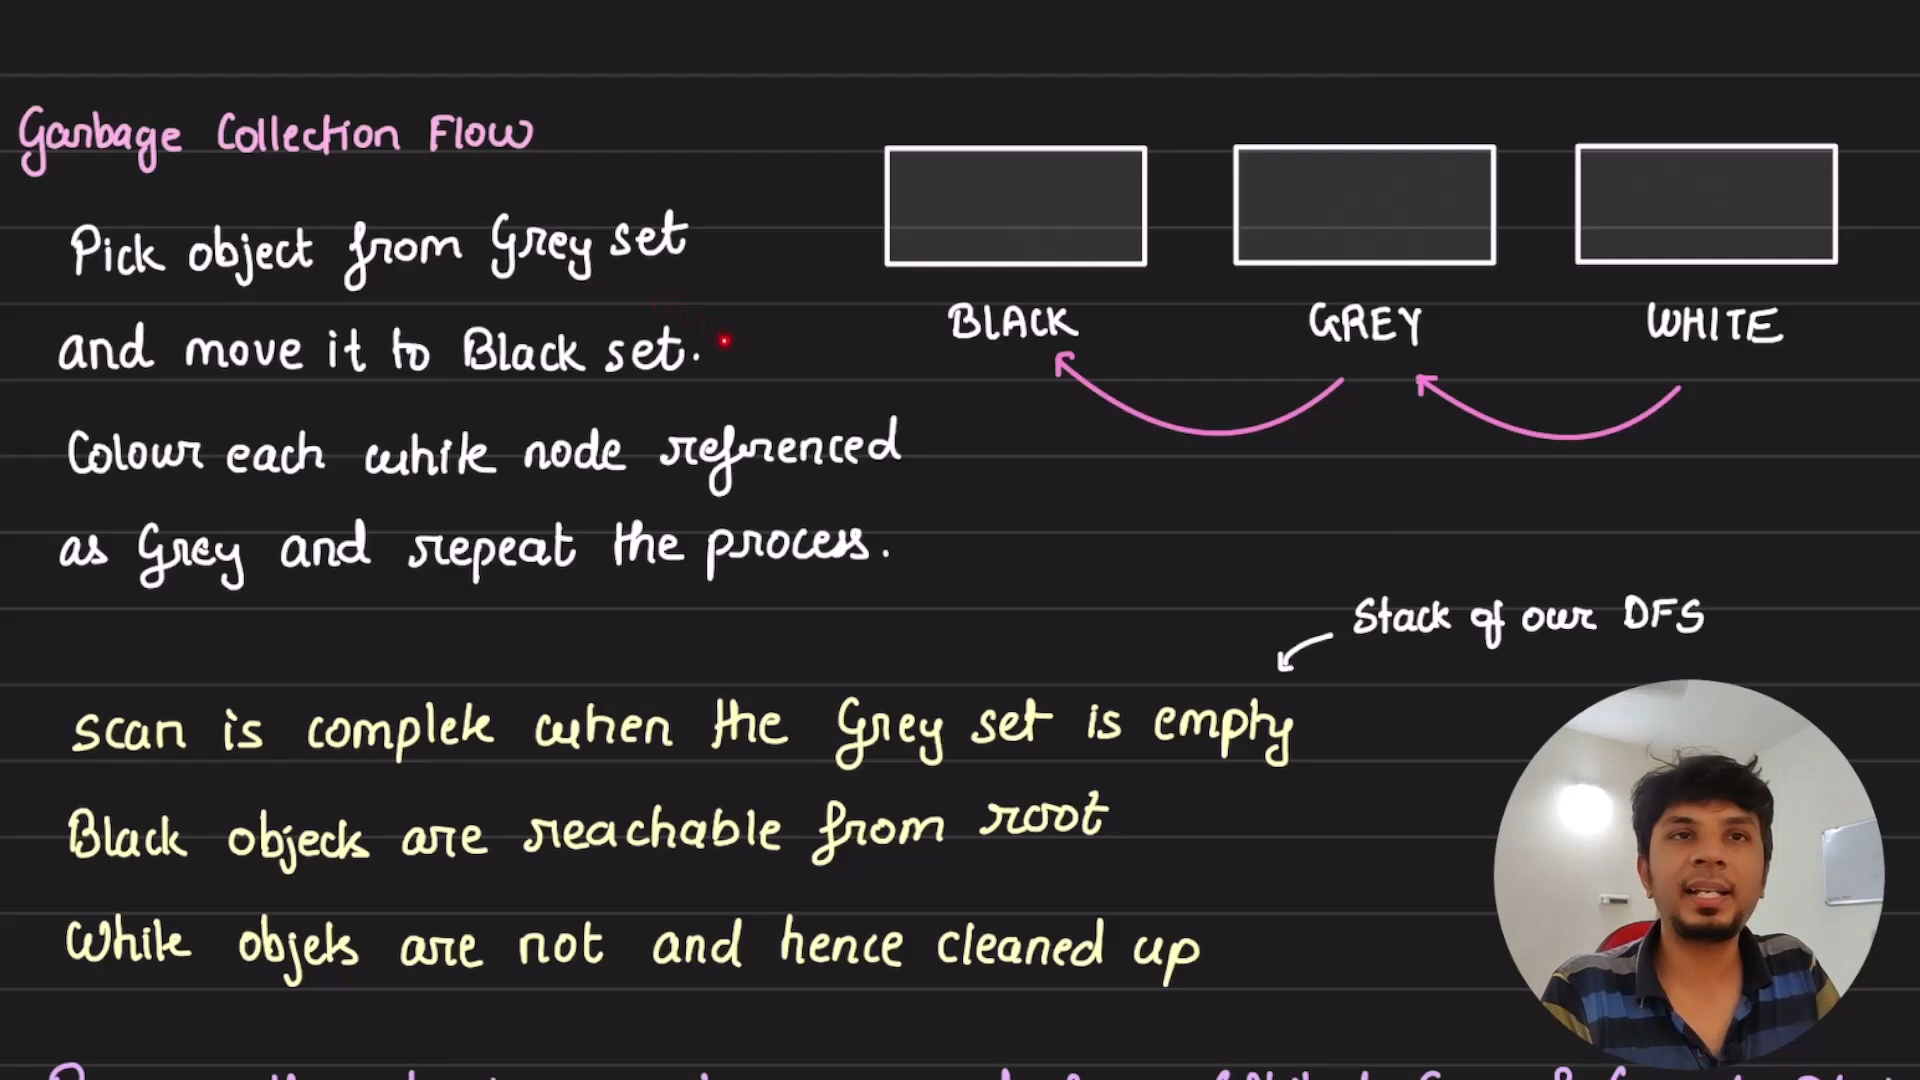 Garbage Collection Flow
Pick object from Grey set
and move it to Black set.
Colour each white node referenced
as Grey and repeat the process.
BLACK
GREY
WHITE
Stack of our DFS
scan is complete when the Grey set is empty
Black objects are reachable from root
White objets are not and hence cleaned up